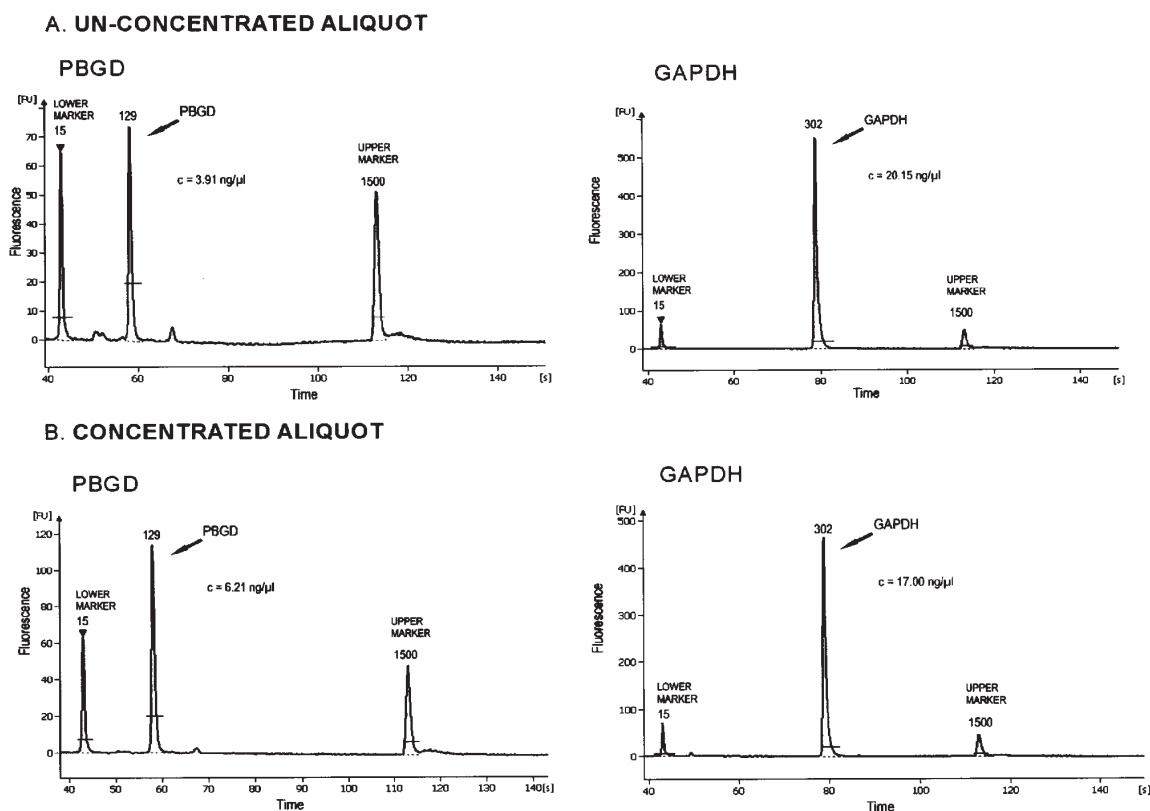 A. UN-CONCENTRATED ALIQUOT
PBGD
[FU]
LOWER
MARKER
15
129
PBGD
c = 3.91 ng/µl
UPPER
MARKER
1500
70
60
50
40
30
20
10
0
Fluorescence
40 60 80 100 120 140 [s]
Time
GAPDH
[FU]
302
GAPDH
c = 20.15 ng/µl
LOWER
MARKER
15
UPPER
MARKER
1500
500
400
300
200
100
0
Fluorescence
40 60 80 100 120 140 [s]
Time
B. CONCENTRATED ALIQUOT
PBGD
[FU]
129
PBGD
c = 6.21 ng/µl
LOWER
MARKER
15
UPPER
MARKER
1500
120
100
80
60
40
20
0
Fluorescence
40 50 60 70 80 90 100 110 120 130 140[s]
Time
GAPDH
[FU]
302
GAPDH
c = 17.00 ng/µl
LOWER
MARKER
15
UPPER
MARKER
1500
500
400
300
200
100
0
Fluorescence
40 60 80 100 120 140 [s]
Time